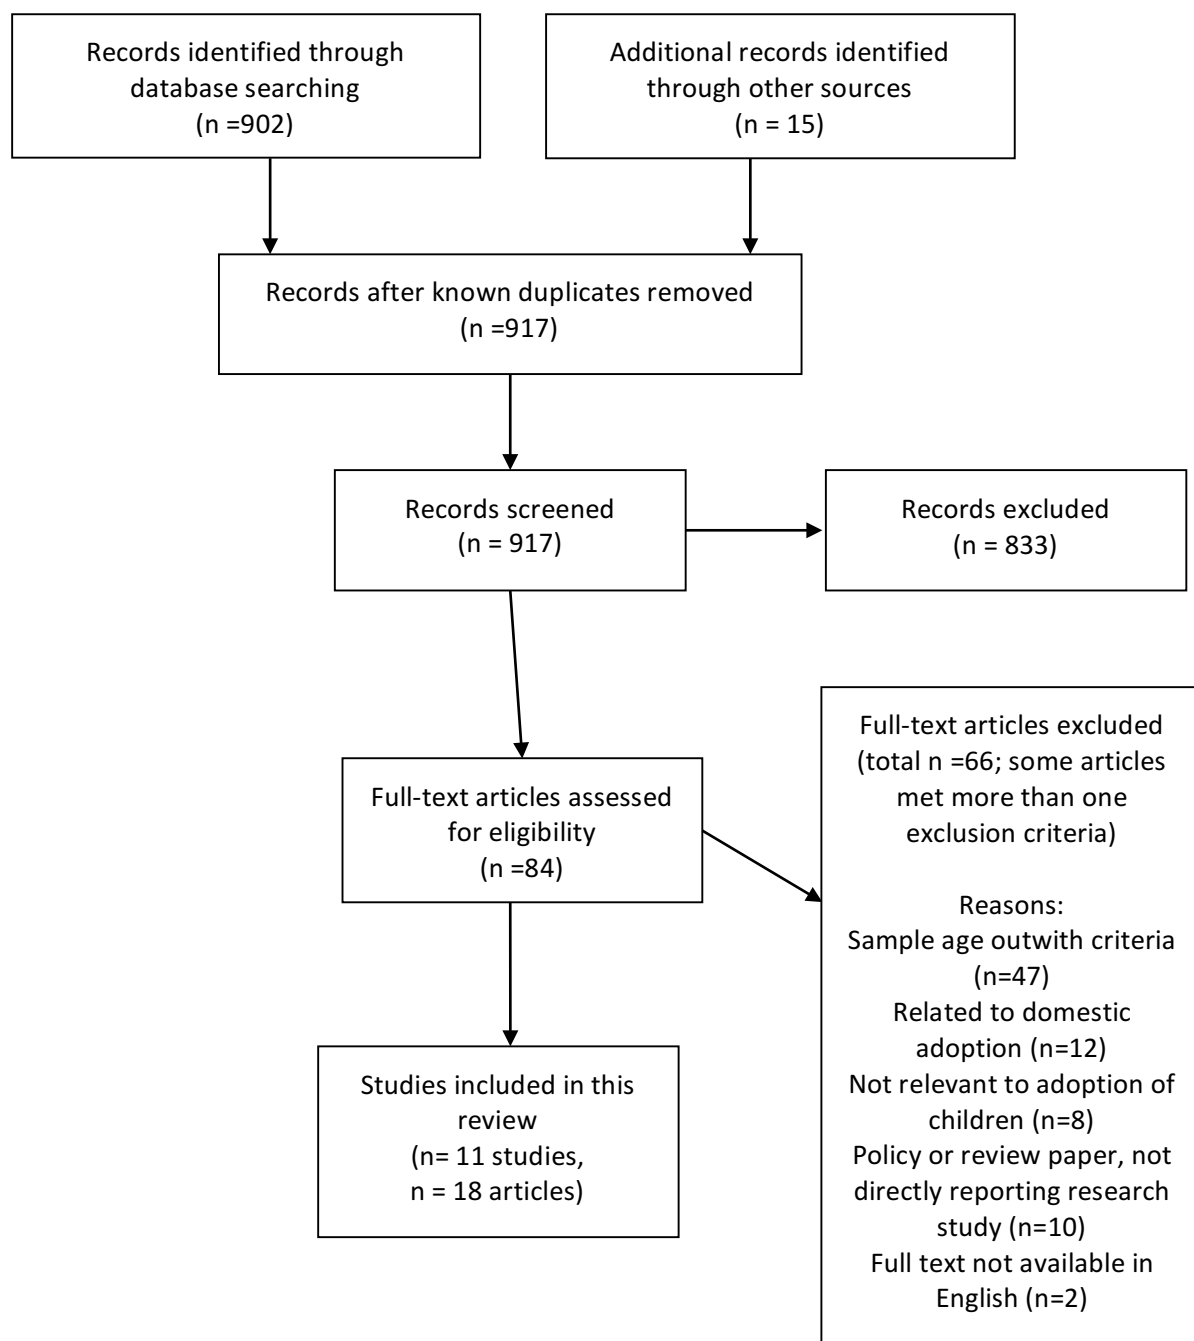 Records identified through
database searching
(n =902)
Additional records identified
through other sources
(n = 15)
Records after known duplicates removed
(n =917)
Records screened
(n = 917)
Records excluded
(n = 833)
Full-text articles assessed
for eligibility
(n =84)
Full-text articles excluded
(total n =66; some articles
met more than one
exclusion criteria)
Reasons:
Sample age outwith criteria
(n=47)
Related to domestic
adoption (n=12)
Not relevant to adoption of
children (n=8)
Policy or review paper, not
directly reporting research
study (n=10)
Full text not available in
English (n=2)
Studies included in this
review
(n= 11 studies,
n = 18 articles)